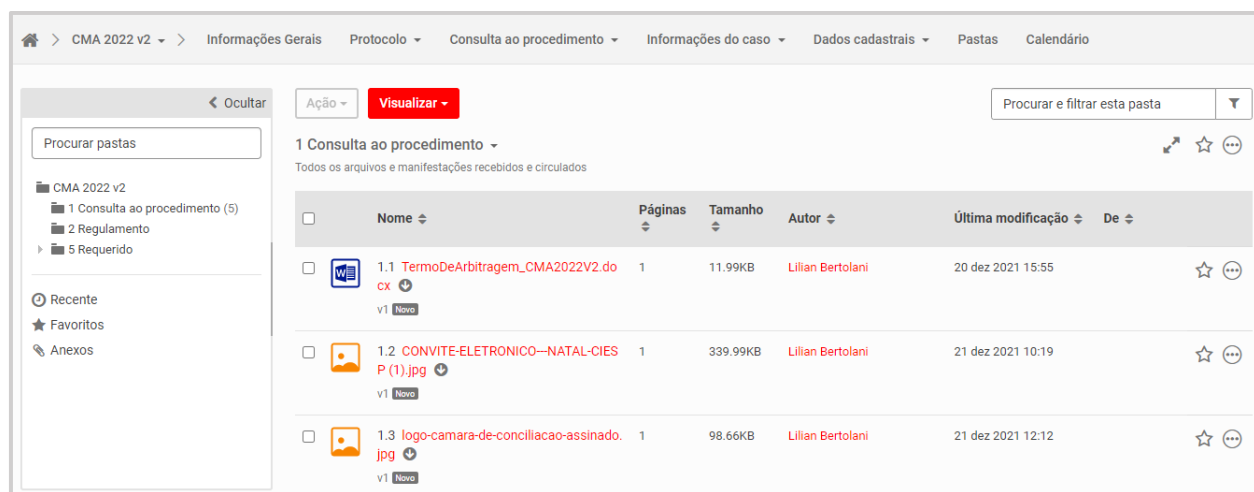 CMA 2022 v2
Informações Gerais
Protocolo
Consulta ao procedimento
Informações do caso
Dados cadastrais
Pastas
Calendário
Ocultar
Procurar pastas
CMA 2022 v2
1 Consulta ao procedimento (5)
2 Regulamento
5 Requerido
Recente
Favoritos
Anexos
Ação
Visualizar
Procurar e filtrar esta pasta
1 Consulta ao procedimento
Todos os arquivos e manifestações recebidos e circulados
Nome
Páginas
Tamanho
Autor
Última modificação
De
1.1 TermoDeArbitragem_CMA2022V2.do
cx
v1 Novo
1
11.99KB
Lilian Bertolani
20 dez 2021 15:55
1.2 CONVITE-ELETRONICO---NATAL-CIES
P (1).jpg
v1 Novo
1
339.99KB
Lilian Bertolani
21 dez 2021 10:19
1.3 logo-camara-de-conciliacao-assinado.
jpg
v1 Novo
1
98.66KB
Lilian Bertolani
21 dez 2021 12:12